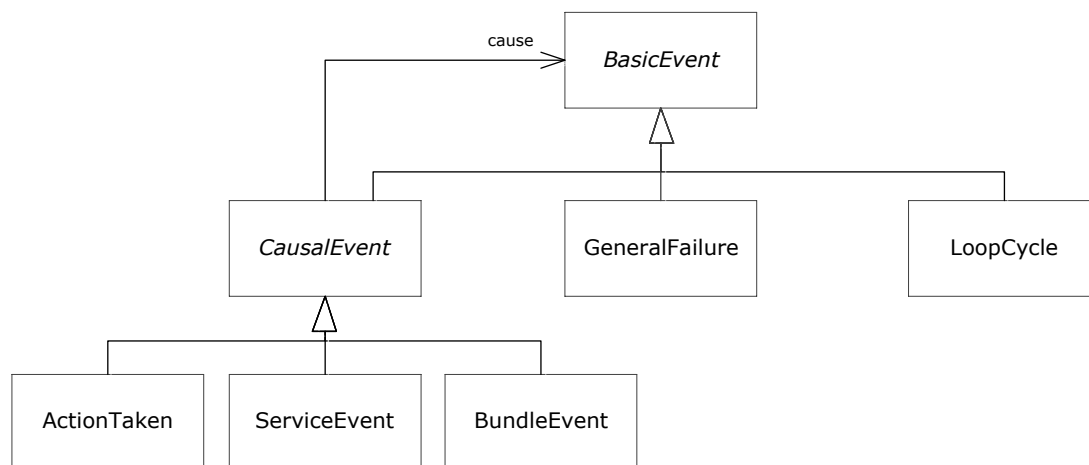 cause
BasicEvent
CausalEvent
GeneralFailure
LoopCycle
ActionTaken
ServiceEvent
BundleEvent